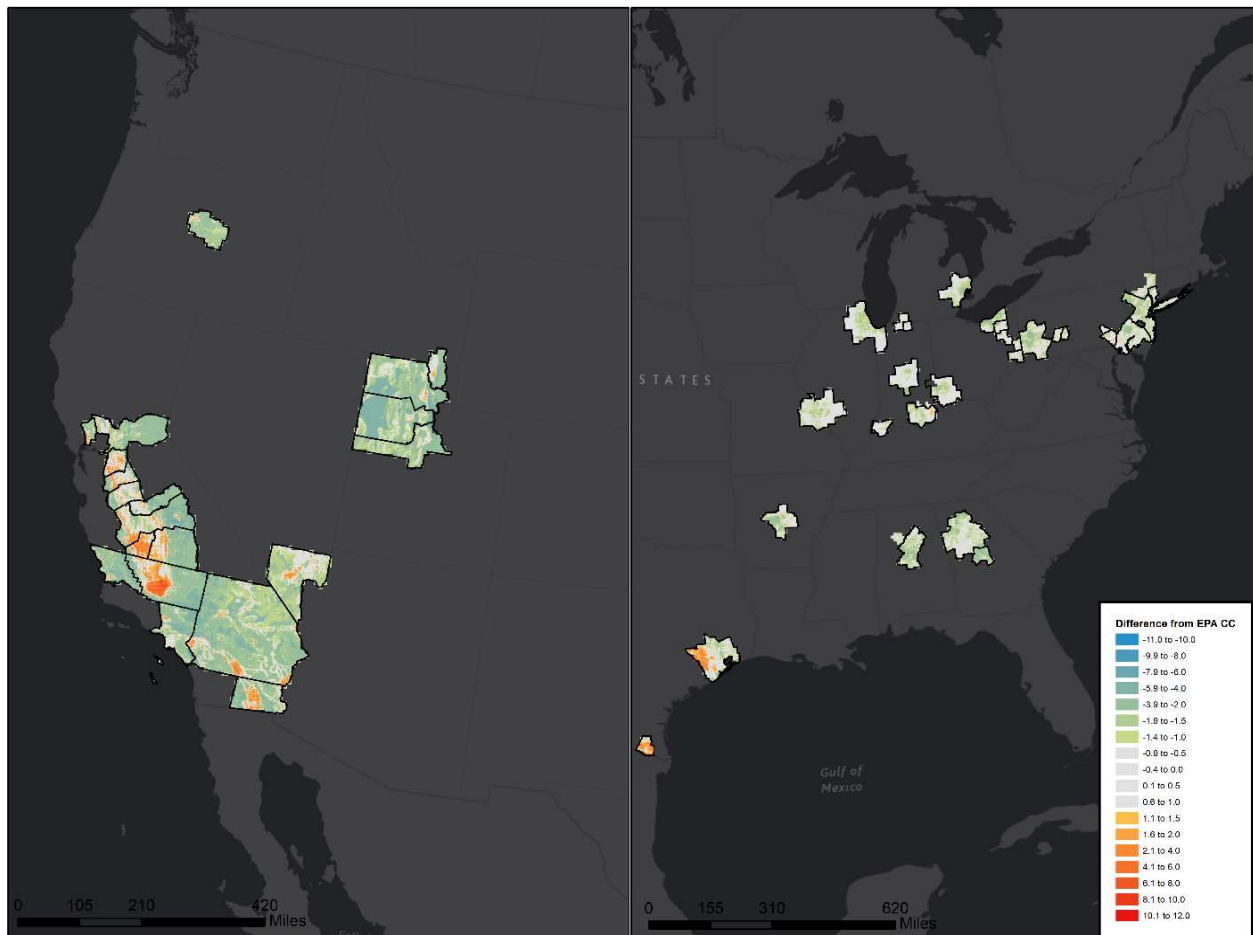 STATES
Gulf of
Mexico
Difference from EPA CC
-11.0 to -10.0
-9.9 to -8.0
-7.9 to -6.0
-5.9 to -4.0
-3.9 to -2.0
-1.9 to -1.5
-1.4 to -1.0
-0.9 to -0.5
-0.4 to 0.0
0.1 to 0.5
0.6 to 1.0
1.1 to 1.5
1.6 to 2.0
2.1 to 4.0
4.1 to 6.0
6.1 to 8.0
8.1 to 10.0
10.1 to 12.0
0 105 210 420
Miles
0 155 310 620
Miles